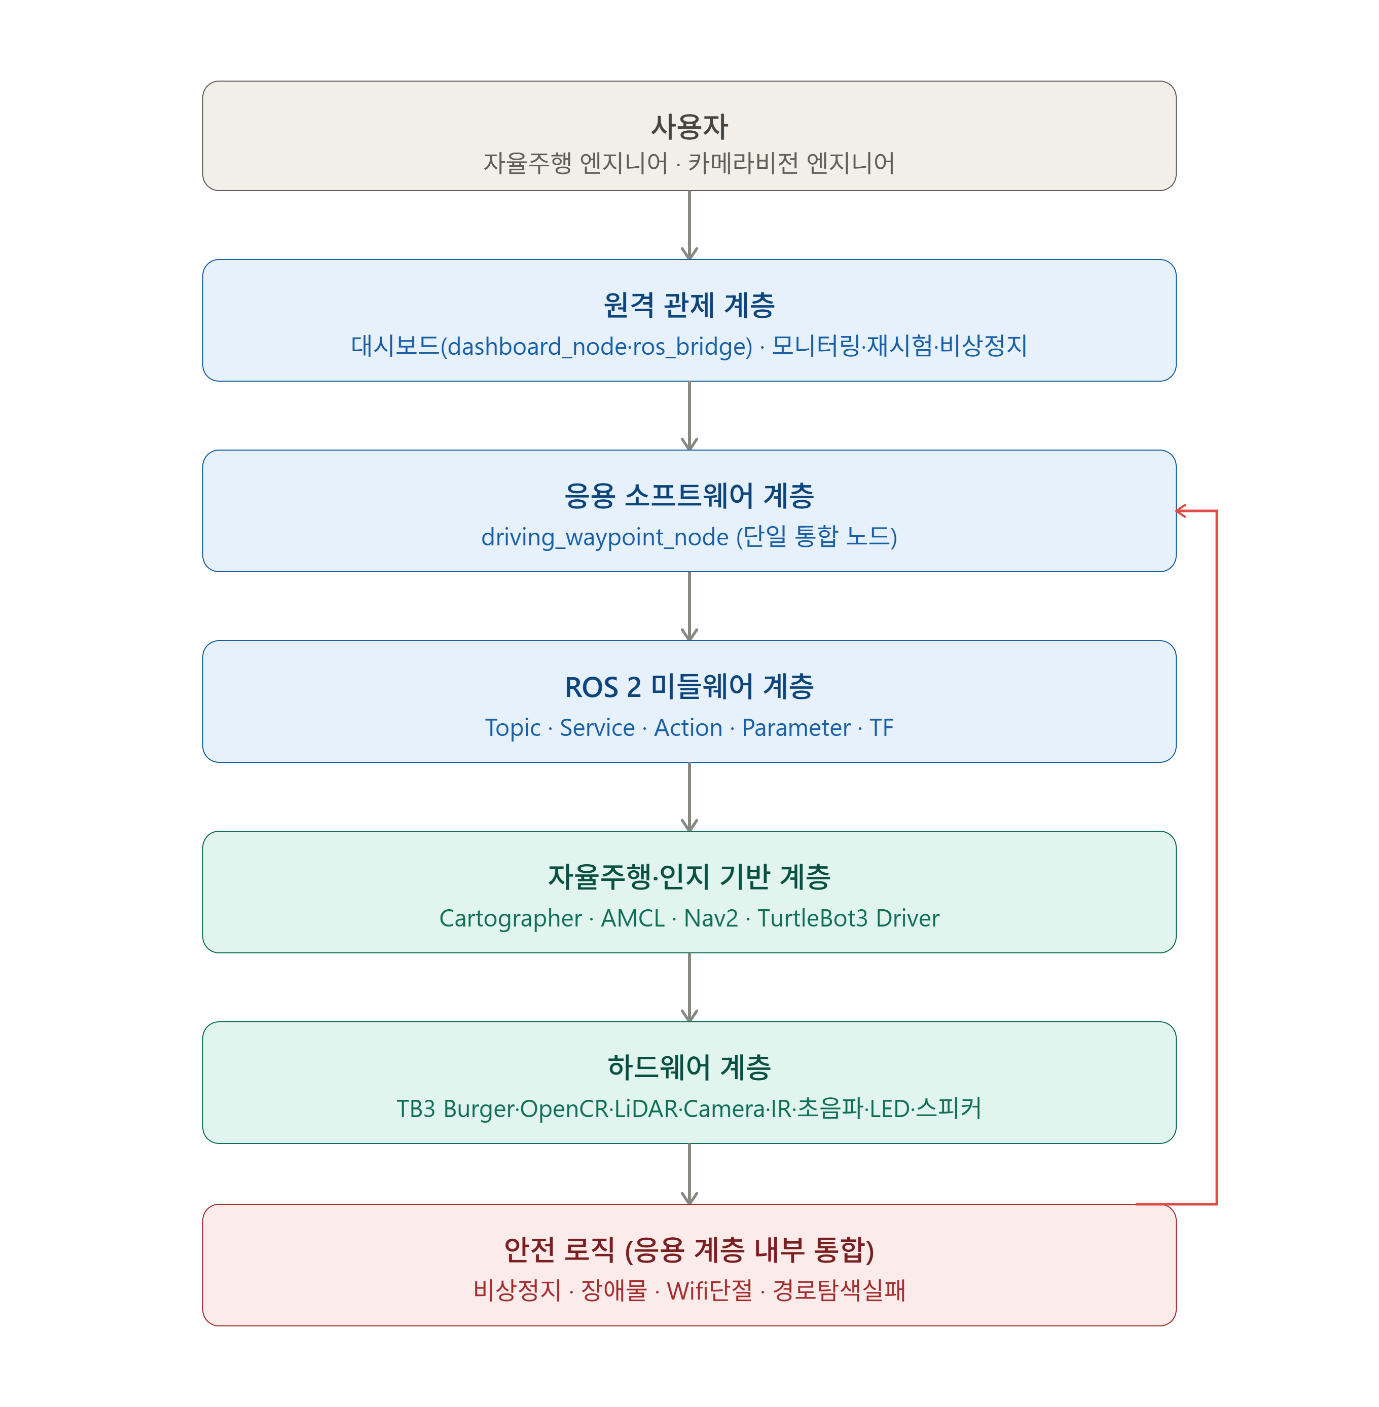 사용자
자율주행 엔지니어 · 카메라비전 엔지니어
원격 관제 계층
대시보드(dashboard_node·ros_bridge) · 모니터링·재시험·비상정지
응용 소프트웨어 계층
driving_waypoint_node (단일 통합 노드)
ROS 2 미들웨어 계층
Topic · Service · Action · Parameter · TF
자율주행·인지 기반 계층
Cartographer · AMCL · Nav2 · TurtleBot3 Driver
하드웨어 계층
TB3 Burger·OpenCR·LiDAR·Camera·IR·초음파·LED·스피커
안전 로직 (응용 계층 내부 통합)
비상정지 · 장애물 · Wifi단절 · 경로탐색실패